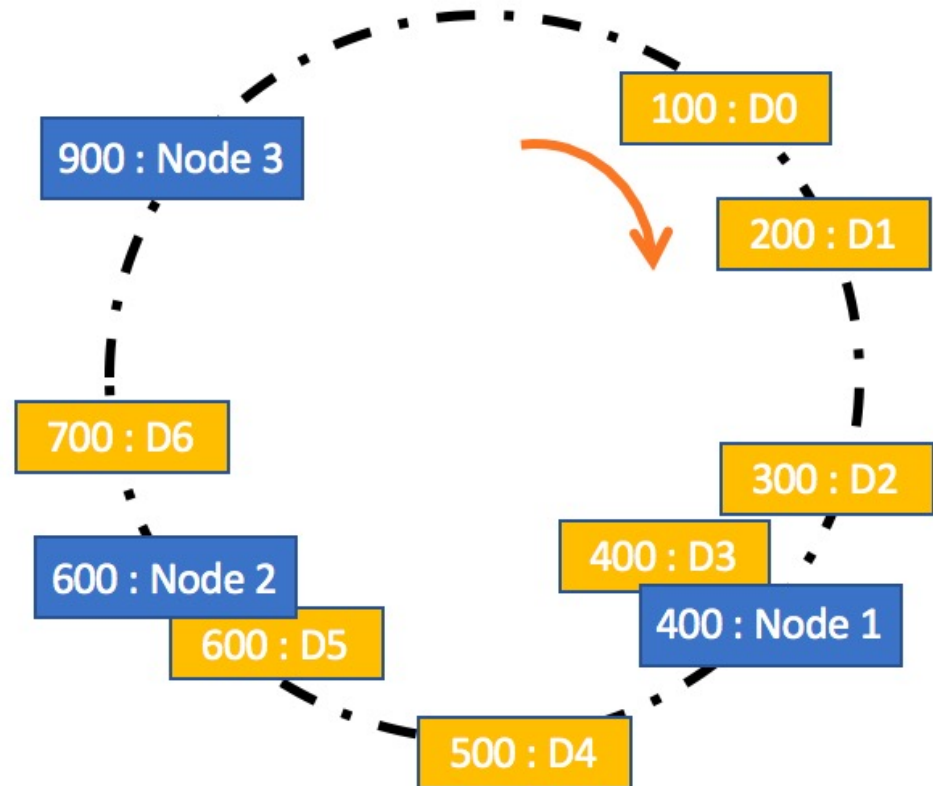 100 : D0
900 : Node 3
200 : D1
700 : D6
300 : D2
400 : D3
600 : Node 2
400 : Node 1
600 : D5
500 : D4